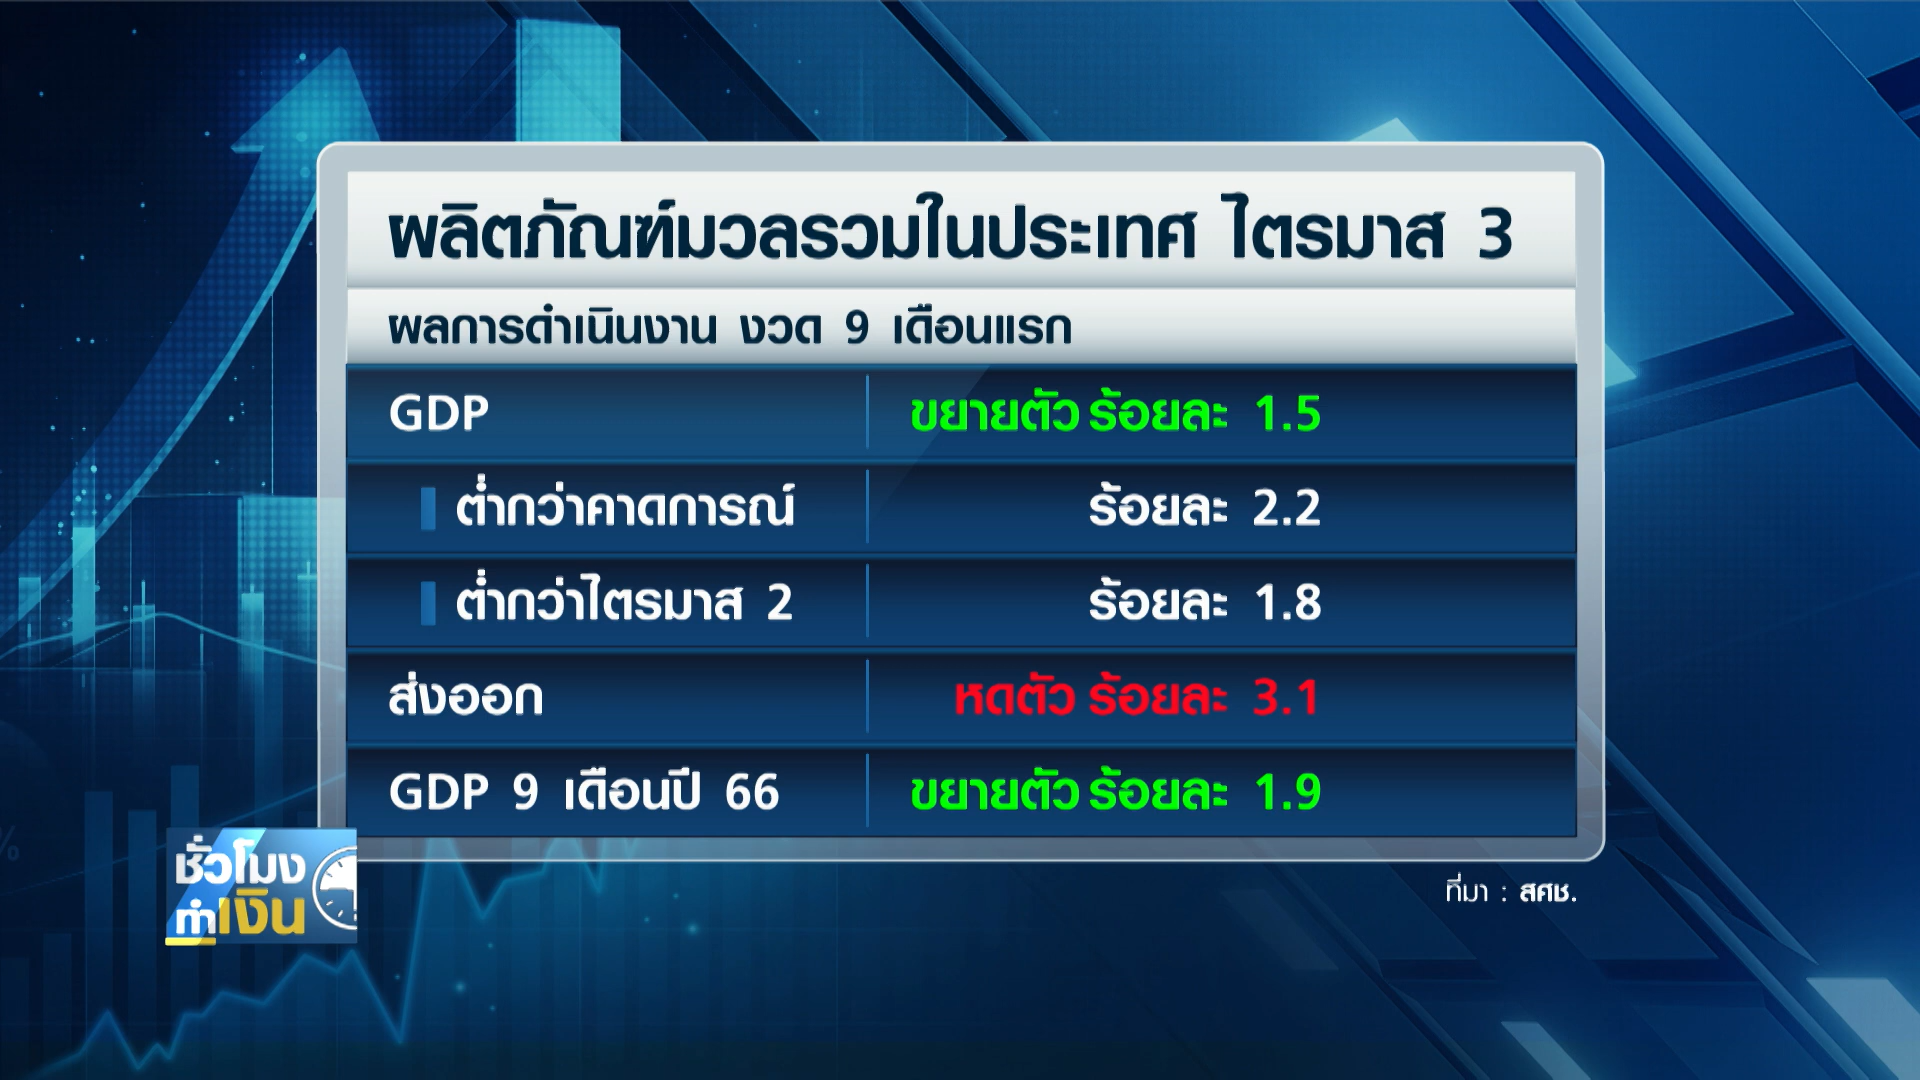 ผลิตภัณฑ์มวลรวมในประเทศ ไตรมาส 3
ผลการดำเนินงาน งวด 9 เดือนแรก
GDP ขยายตัว ร้อยละ 1.5
ต่ำกว่าคาดการณ์ ร้อยละ 2.2
ต่ำกว่าไตรมาส 2 ร้อยละ 1.8
ส่งออก หดตัว ร้อยละ 3.1
GDP 9 เดือนปี 66 ขยายตัว ร้อยละ 1.9
ชั่วโมง
ทำเงิน
ที่มา : สศช.
%